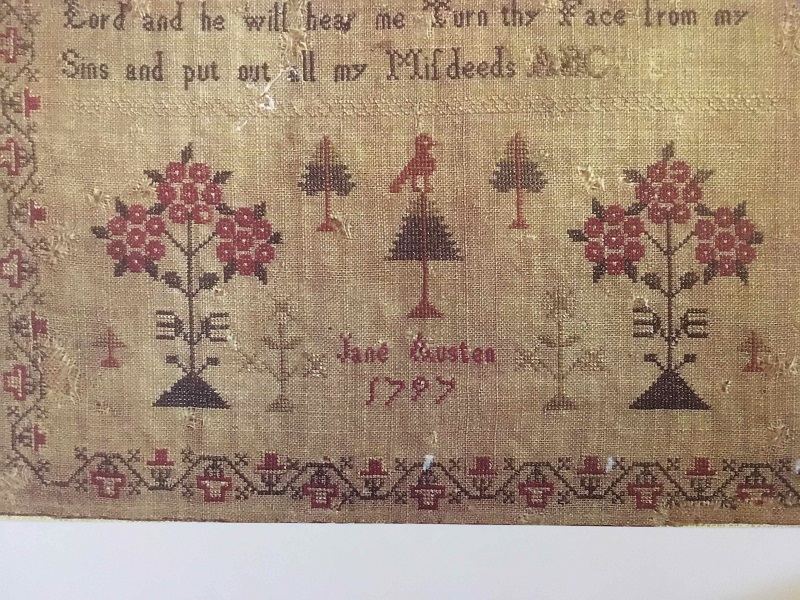 Lord and he will hear me Turn thy Face from my
Sins and put out all my Misdeeds ABC
Jane Austen
1797